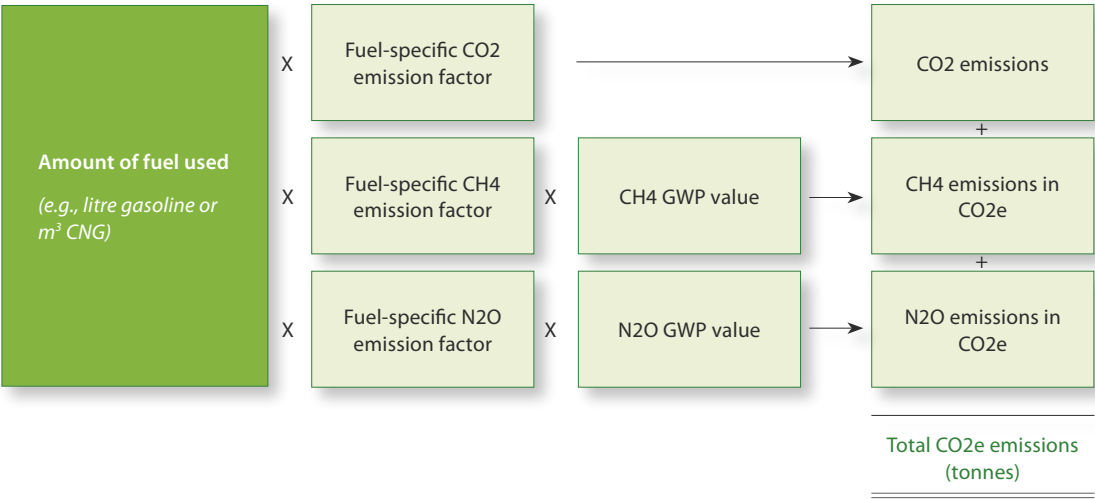 Amount of fuel used
(e.g., litre gasoline or
m³ CNG)
X
Fuel-specific CO2
emission factor
CO2 emissions
+
X
Fuel-specific CH4
emission factor
X
CH4 GWP value
CH4 emissions in
CO2e
+
X
Fuel-specific N2O
emission factor
X
N2O GWP value
N2O emissions in
CO2e
Total CO2e emissions
(tonnes)